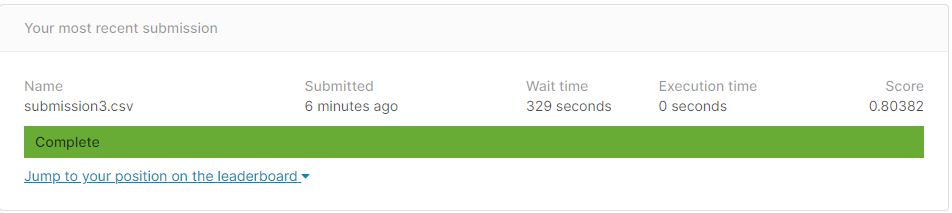 Your most recent submission
Name Submitted Wait time Execution time Score
submission3.csv 6 minutes ago 329 seconds 0 seconds 0.80382
Complete
Jump to your position on the leaderboard